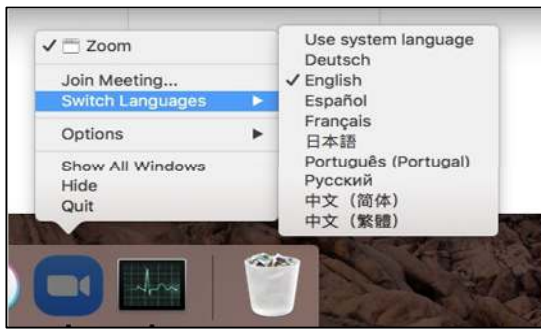 Zoom
Join Meeting...
Switch Languages
Options
Show All Windows
Hide
Quit
Use system language
Deutsch
English
Español
Français
日本語
Português (Portugal)
Русский
中文（简体）
中文（繁體）